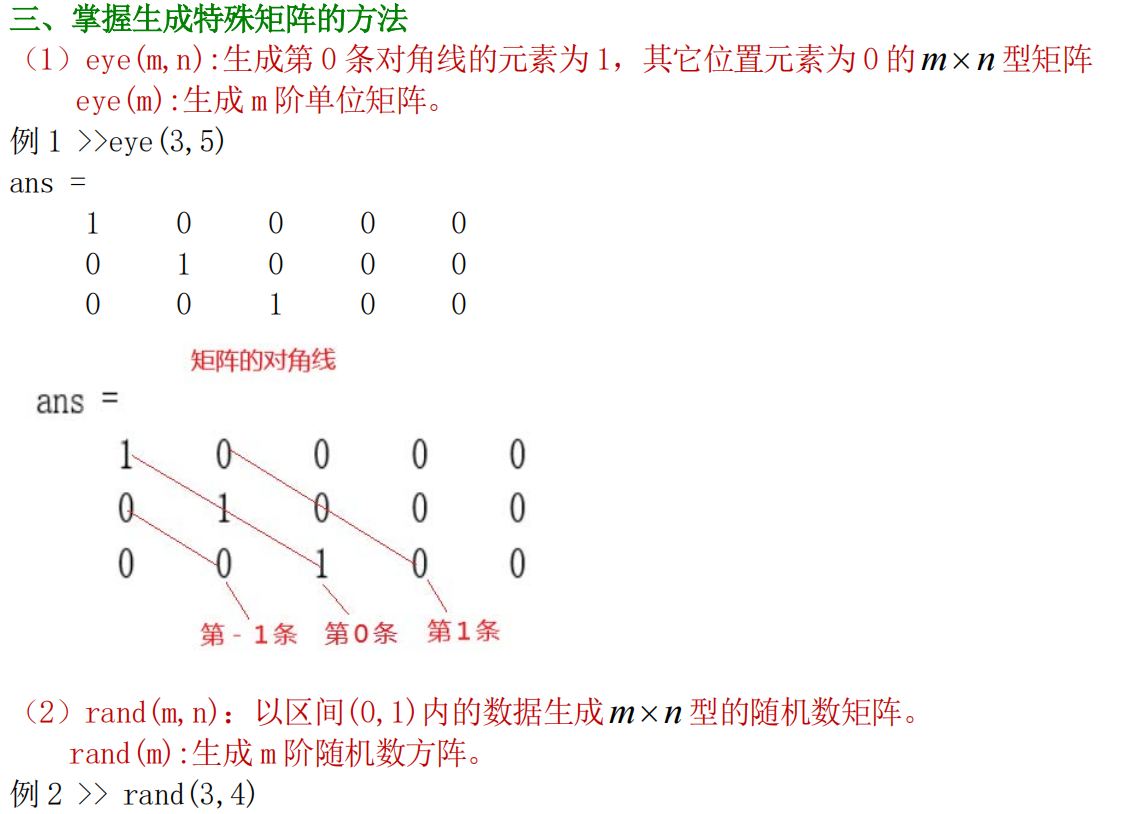 三、掌握生成特殊矩阵的方法
（1）eye(m,n):生成第 0 条对角线的元素为 1，其它位置元素为 0 的 m×n 型矩阵
eye(m):生成 m 阶单位矩阵。
例 1 >>eye(3,5)
ans =
1 0 0 0 0
0 1 0 0 0
0 0 1 0 0
矩阵的对角线
ans =
1 0 0 0 0
0 1 0 0 0
0 0 1 0 0
第-1条 第0条 第1条
（2）rand(m,n)：以区间(0,1)内的数据生成 m×n 型的随机数矩阵。
rand(m):生成 m 阶随机数方阵。
例 2 >> rand(3,4)